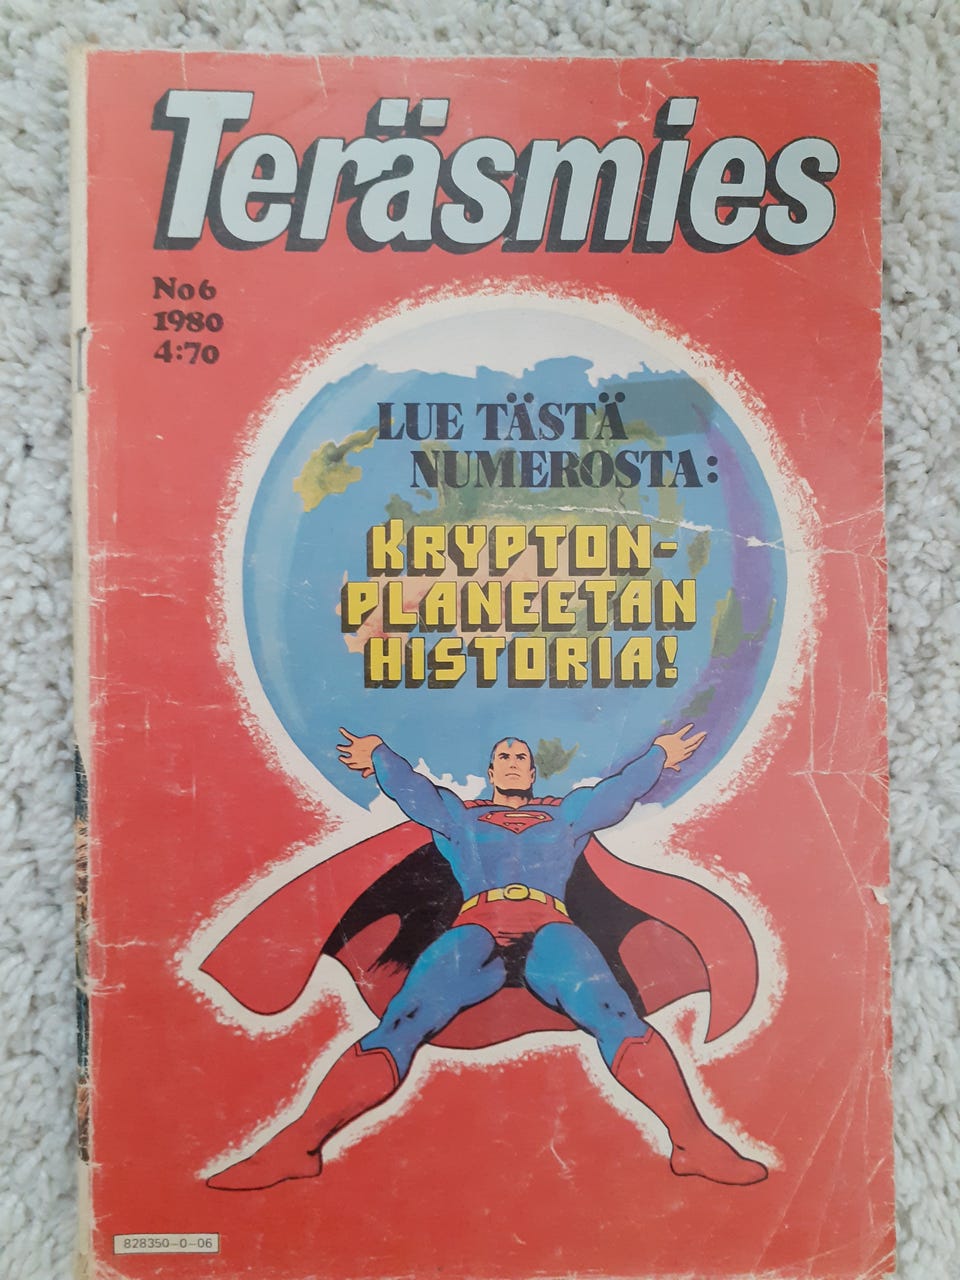 Teräsmies
No 6
1980
4:70
LUE TÄSTÄ
NUMEROSTA:
KRYPTON-
PLANEETAN
HISTORIA!
S
828350-0-06